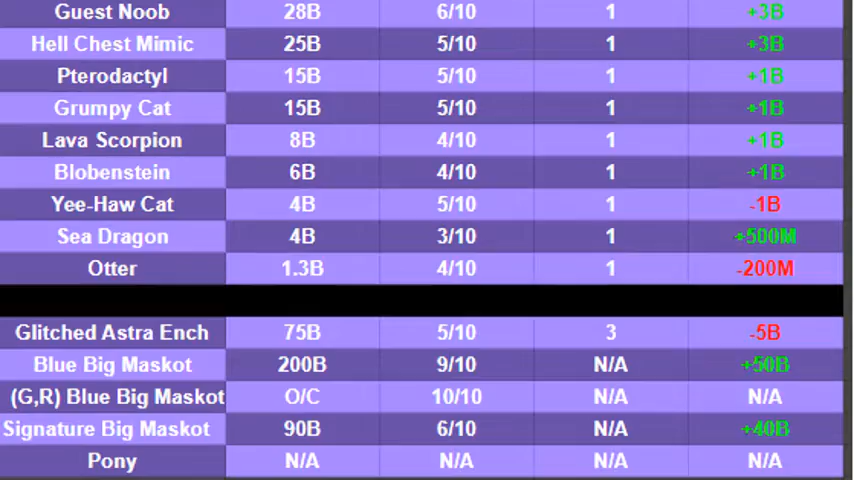 Guest Noob 28B 6/10 1 +3B
Hell Chest Mimic 25B 5/10 1 +3B
Pterodactyl 15B 5/10 1 +1B
Grumpy Cat 15B 5/10 1 +1B
Lava Scorpion 8B 4/10 1 +1B
Blobenstein 6B 4/10 1 +1B
Yee-Haw Cat 4B 5/10 1 -1B
Sea Dragon 4B 3/10 1 +500M
Otter 1.3B 4/10 1 -200M
Glitched Astra Ench 75B 5/10 3 -5B
Blue Big Maskot 200B 9/10 N/A +50B
(G,R) Blue Big Maskot O/C 10/10 N/A N/A
Signature Big Maskot 90B 6/10 N/A +40B
Pony N/A N/A N/A N/A